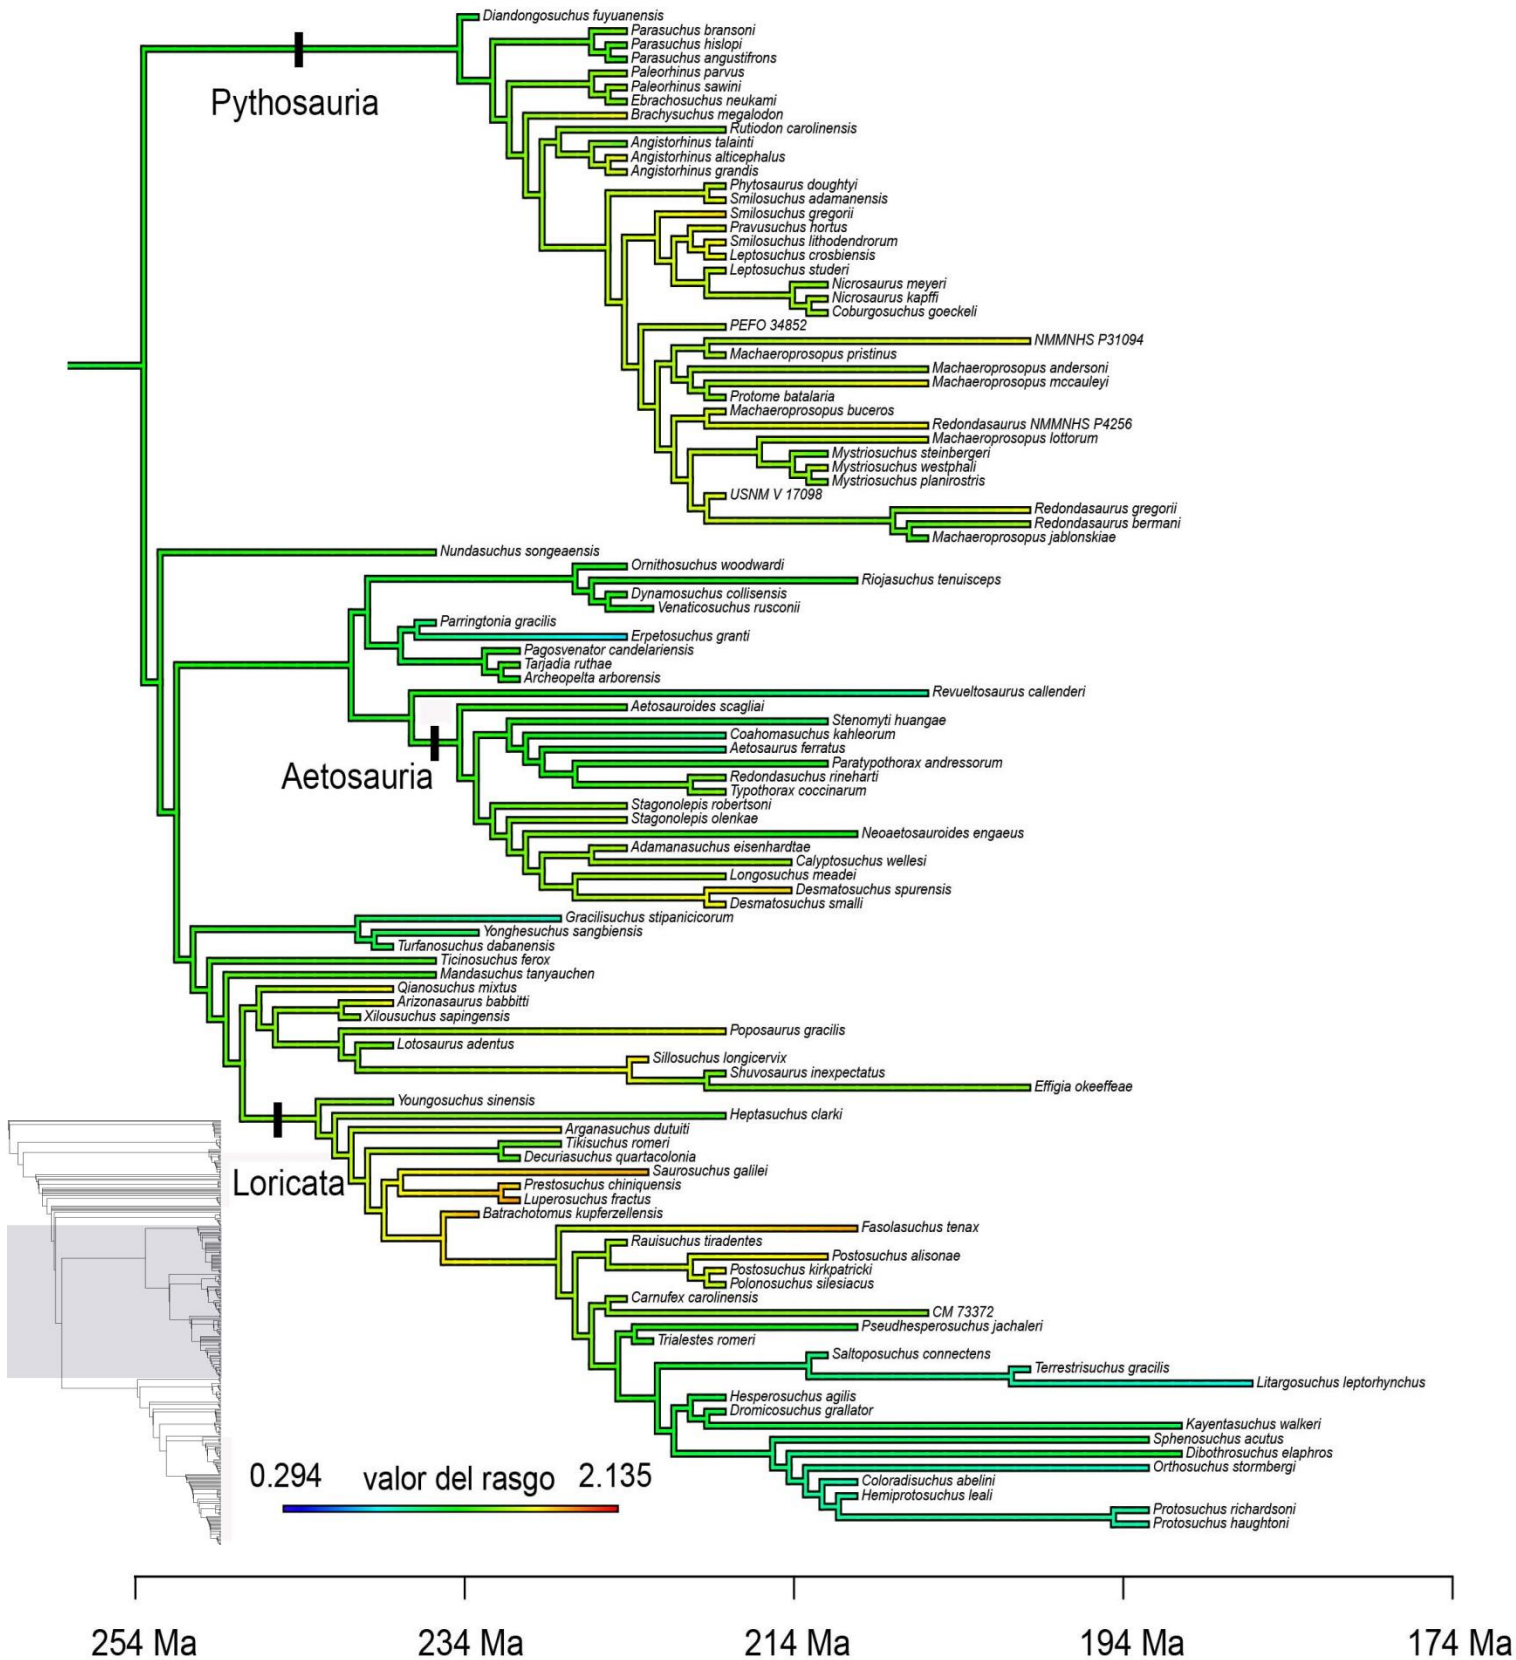 Diandongosuchus fuyuanensis
Parasuchus bransoni
Parasuchus hislopi
Parasuchus angustifrons
Pythosauria
Paleorhinus parvus
Paleorhinus sawini
Ebrachosuchus neukami
Brachysuchus megalodon
Rutiodon carolinensis
Angistorhinus talainti
Angistorhinus alticephalus
Angistorhinus grandis
Phytosaurus doughtyi
Smilosuchus adamanensis
Smilosuchus gregorii
Pravusuchus hortus
Smilosuchus lithodendrorum
Leptosuchus crosbiensis
Leptosuchus studeri
Nicrosaurus meyeri
Nicrosaurus kapffi
Coburgosuchus goeckeli
PEFO 34852
NMMNHS P31094
Machaeroprosopus pristinus
Machaeroprosopus andersoni
Machaeroprosopus mccauleyi
Protome batalaria
Machaeroprosopus buceros
Redondasaurus NMMNHS P4256
Machaeroprosopus lottorum
Mystriosuchus steinbergeri
Mystriosuchus westphali
Mystriosuchus planirostris
USNM V 17098
Redondasaurus gregorii
Redondasaurus bermani
Machaeroprosopus jablonskiae
Nundasuchus songeaensis
Ornithosuchus woodwardi
Riojasuchus tenuisceps
Dynamosuchus collisensis
Venaticosuchus rusconii
Parringtonia gracilis
Erpetosuchus granti
Pagosvenator candelariensis
Tarjadia ruthae
Archeopelta arborensis
Revueltosaurus callenderi
Aetosauroides scagliai
Stenomyti huangae
Coahomasuchus kahleorum
Aetosaurus ferratus
Aetosauria
Paratypothorax andressorum
Redondasuchus rineharti
Typothorax coccinarum
Stagonolepis robertsoni
Stagonolepis olenkae
Neoaetosauroides engaeus
Adamanasuchus eisenhardtae
Calyptosuchus wellesi
Longosuchus meadei
Desmatosuchus spurensis
Desmatosuchus smalli
Gracilisuchus stipanicicorum
Yonghesuchus sangbiensis
Turfanosuchus dabanensis
Ticinosuchus ferox
Mandasuchus tanyauchen
Qianosuchus mixtus
Arizonasaurus babbitti
Xilousuchus sapingensis
Poposaurus gracilis
Lotosaurus adentus
Sillosuchus longicervix
Shuvosaurus inexpectatus
Effigia okeeffeae
Youngosuchus sinensis
Heptasuchus clarki
Arganasuchus dutuiti
Tikisuchus romeri
Decuriasuchus quartacolonia
Loricata
Saurosuchus galilei
Prestosuchus chiniquensis
Luperosuchus fractus
Batrachotomus kupferzellensis
Fasolasuchus tenax
Rauisuchus tiradentes
Postosuchus alisonae
Postosuchus kirkpatricki
Polonosuchus silesiacus
Carnufex carolinensis
CM 73372
Pseudhesperosuchus jachaleri
Trialestes romeri
Saltoposuchus connectens
Terrestrisuchus gracilis
Litargosuchus leptorhynchus
Hesperosuchus agilis
Dromicosuchus grallator
Kayentasuchus walkeri
Sphenosuchus acutus
Dibothrosuchus elaphros
Orthosuchus stormbergi
Coloradisuchus abelini
Hemiprotosuchus leali
Protosuchus richardsoni
Protosuchus haughtoni
0.294 valor del rasgo 2.135
254 Ma 234 Ma 214 Ma 194 Ma 174 Ma